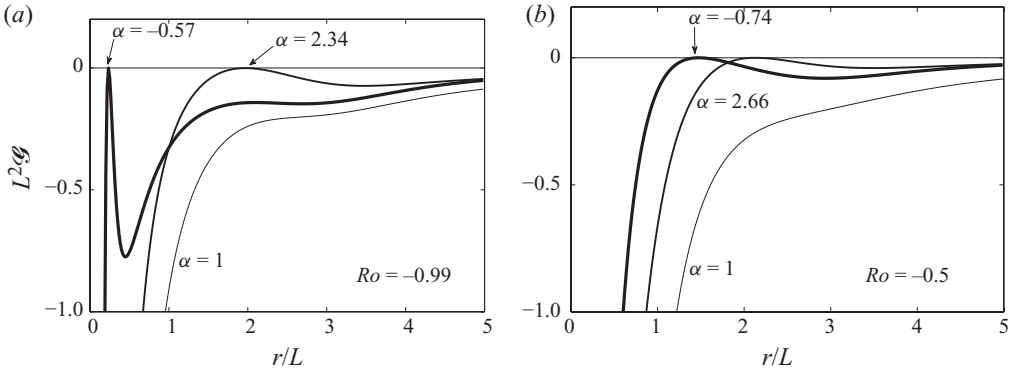 (a)
α = –0.57
α = 2.34
0
–0.5
–1.0
L²𝒢
α = 1
Ro = –0.99
0 1 2 3 4 5
r/L
(b)
α = –0.74
0
–0.5
–1.0
α = 2.66
α = 1
Ro = –0.5
0 1 2 3 4 5
r/L